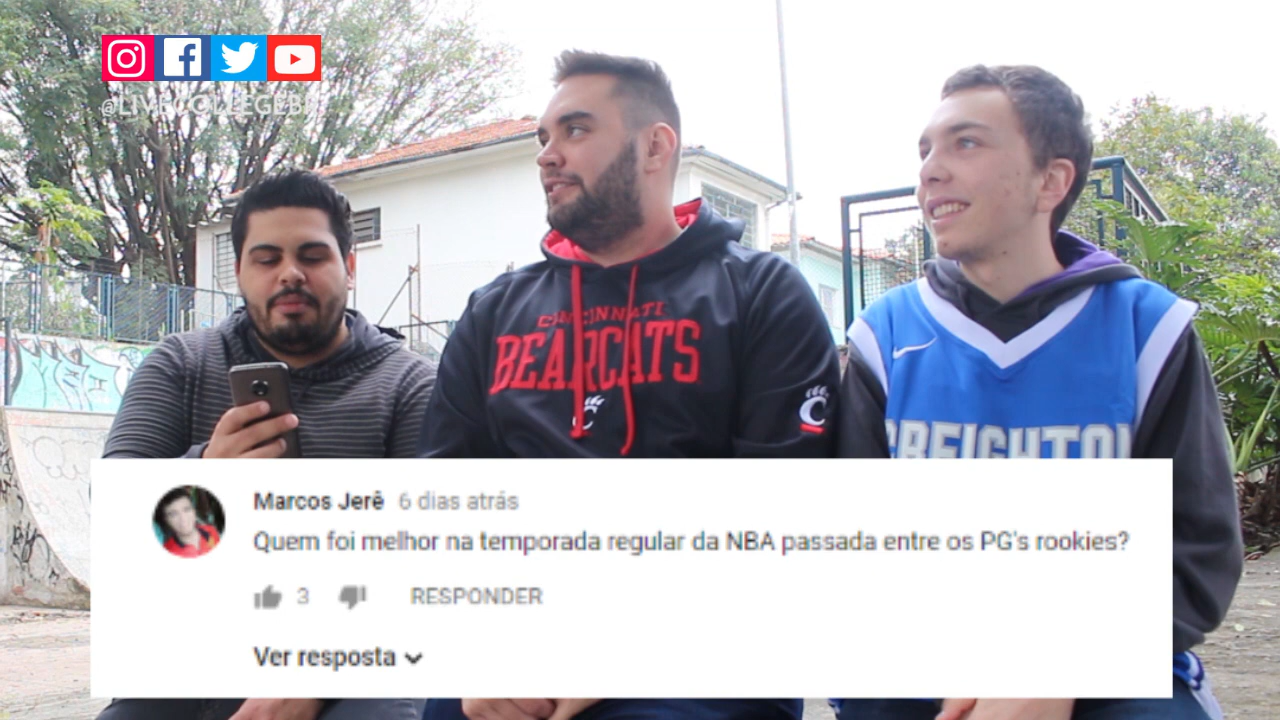 @LIVECOLLEGEBR
CINCINNATI
BEARCATS
C
CREIGHTON
Marcos Jerê 6 dias atrás
Quem foi melhor na temporada regular da NBA passada entre os PG's rookies?
3 RESPONDER
Ver resposta